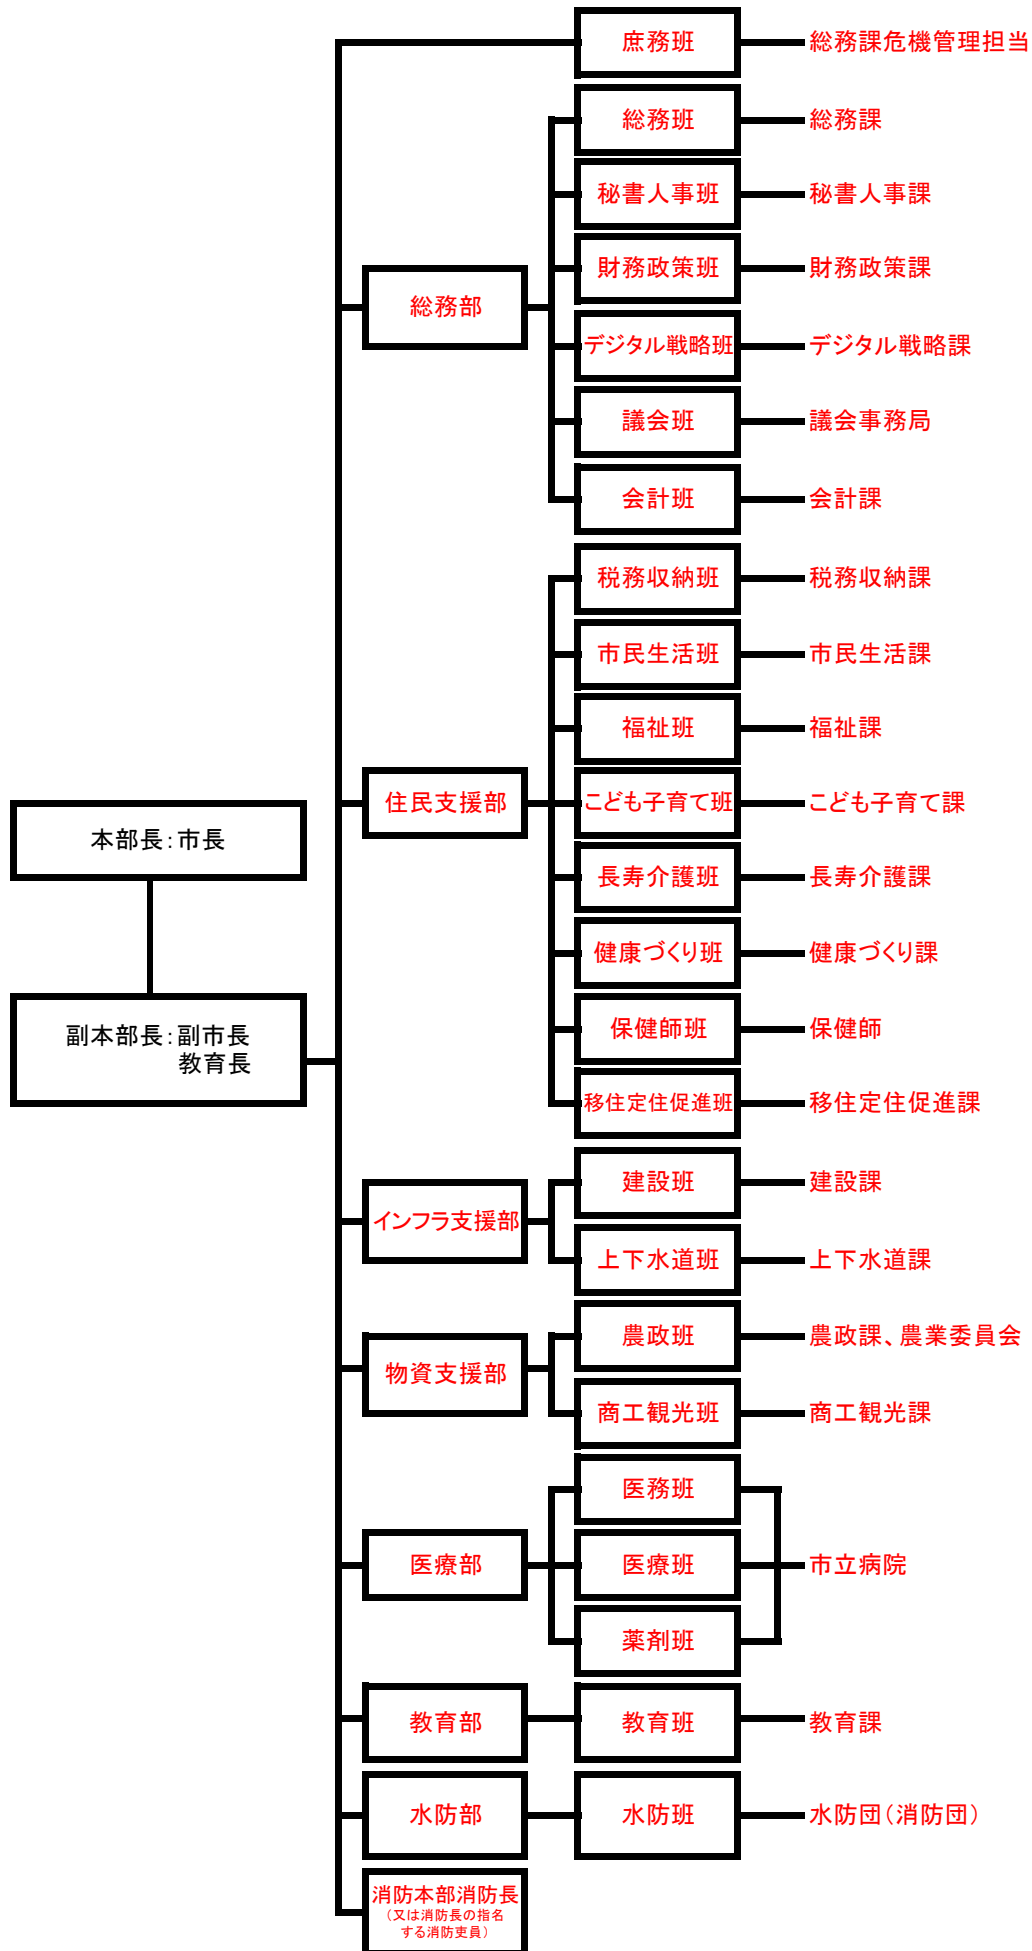 庶務班
総務課危機管理担当
総務班
総務課
秘書人事班
秘書人事課
財務政策班
財務政策課
総務部
デジタル戦略班
デジタル戦略課
議会班
議会事務局
会計班
会計課
税務収納班
税務収納課
市民生活班
市民生活課
福祉班
福祉課
住民支援部
こども子育て班
こども子育て課
本部長：市長
長寿介護班
長寿介護課
健康づくり班
健康づくり課
副本部長：副市長
教育長
保健師班
保健師
移住定住促進班
移住定住促進課
建設班
建設課
インフラ支援部
上下水道班
上下水道課
農政班
農政課、農業委員会
物資支援部
商工観光班
商工観光課
医務班
医療部
医療班
市立病院
薬剤班
教育部
教育班
教育課
水防部
水防班
水防団（消防団）
消防本部消防長
（又は消防長の指名
する消防吏員）